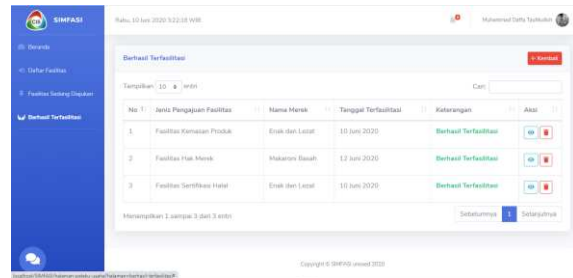 SIMFASI
Rabu, 10 Juni 2020 3:22:18 WIB
Beranda
Daftar Fasilitas
Fasilitas Sedang Diajukan
Berhasil Terfasilitasi
Berhasil Terfasilitasi
Kembali
Tampilkan 10 entri
Cari:
No Jenis Pengajuan Fasilitas Nama Merek Tanggal Terfasilitasi Keterangan Aksi
1 Fasilitas Kemasan Produk Enak dan Lezat 10 Juni 2020 Berhasil Terfasilitasi
2 Fasilitas Hak Merek Makaroni Basah 12 Juni 2020 Berhasil Terfasilitasi
3 Fasilitas Sertifikasi Halal Enak dan Lezat 10 Juni 2020 Berhasil Terfasilitasi
Menampilkan 1 sampai 3 dari 3 entri
Sebelumnya 1 Selanjutnya
Copyright © SIMFASI 2020